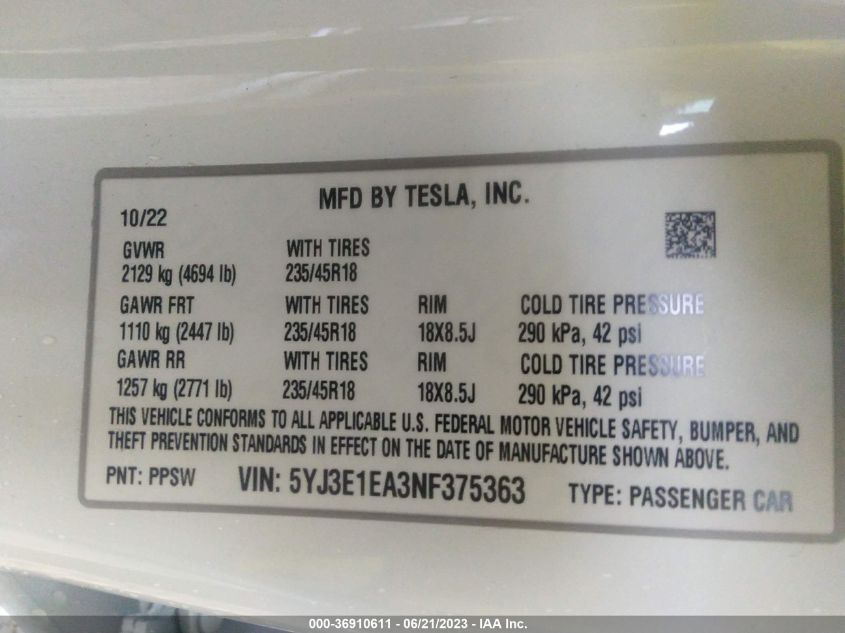 MFD BY TESLA, INC.
10/22
GVWR WITH TIRES
2129 kg (4694 lb) 235/45R18
GAWR FRT WITH TIRES RIM COLD TIRE PRESSURE
1110 kg (2447 lb) 235/45R18 18X8.5J 290 kPa, 42 psi
GAWR RR WITH TIRES RIM COLD TIRE PRESSURE
1257 kg (2771 lb) 235/45R18 18X8.5J 290 kPa, 42 psi
THIS VEHICLE CONFORMS TO ALL APPLICABLE U.S. FEDERAL MOTOR VEHICLE SAFETY, BUMPER, AND
THEFT PREVENTION STANDARDS IN EFFECT ON THE DATE OF MANUFACTURE SHOWN ABOVE.
PNT: PPSW VIN: 5YJ3E1EA3NF375363 TYPE: PASSENGER CAR
000-36910611 - 06/21/2023 - IAA Inc.